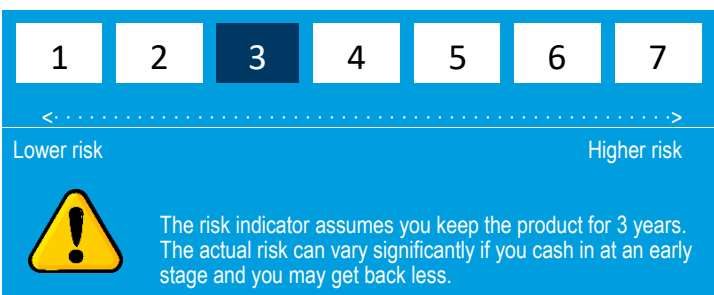 1 2 3 4 5 6 7
Lower risk Higher risk
The risk indicator assumes you keep the product for 3 years.
The actual risk can vary significantly if you cash in at an early
stage and you may get back less.